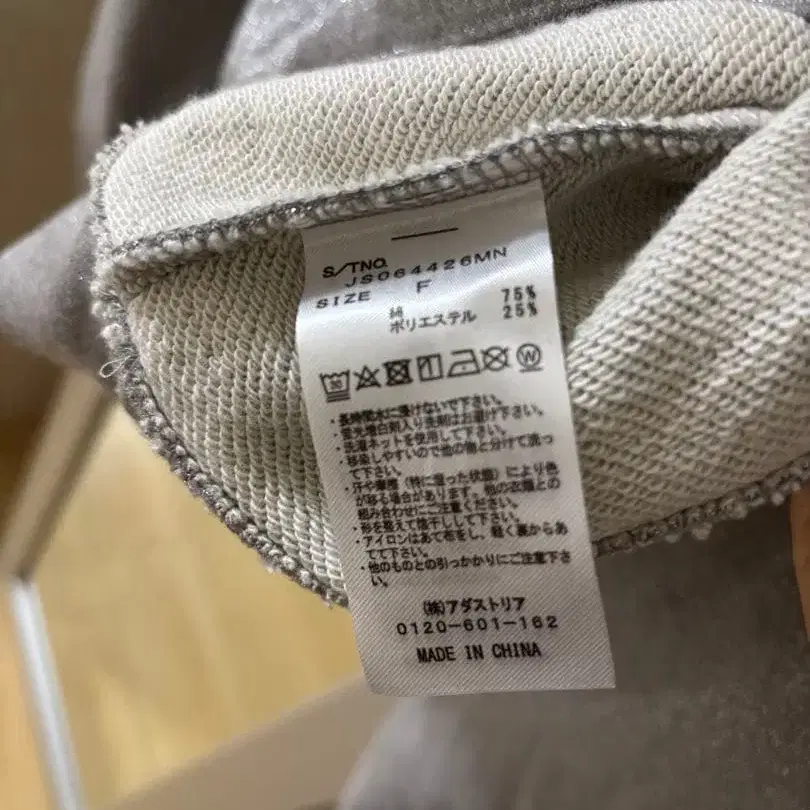 S/TNO.
JS064426MN
SIZE F
綿 75%
ポリエステル 25%
・長時間水に浸けないで下さい。
・蛍光増白剤入り洗剤はお避け下さい。
・洗濯ネットを使用して下さい。
・移染しやすいので他の物と分けて洗っ
て下さい。
・汗や摩擦（特に湿った状態）により色
が移る場合があります。他の衣類との
組み合わせにご注意ください。
・形を整えて陰干しして下さい。
・アイロンはあて布をし、軽く裏からあ
てて下さい。
・他のものとの引っかかりにご注意下さ
い。
(株)アダストリア
0120-601-162
MADE IN CHINA